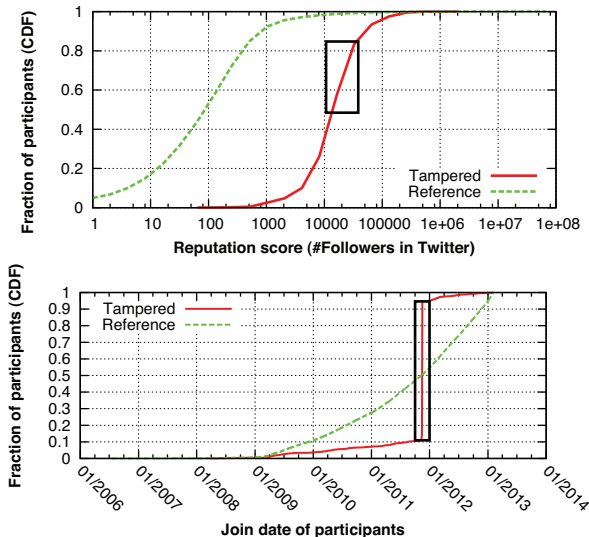 Fraction of participants (CDF)
1
0.8
0.6
0.4
0.2
0
Tampered
Reference
1 10 100 1000 10000 100000 1e+06 1e+07 1e+08
Reputation score (#Followers in Twitter)
Fraction of participants (CDF)
1
0.9
0.8
0.7
0.6
0.5
0.4
0.3
0.2
0.1
0
Tampered
Reference
01/2006 01/2007 01/2008 01/2009 01/2010 01/2011 01/2012 01/2013 01/2014
Join date of participants